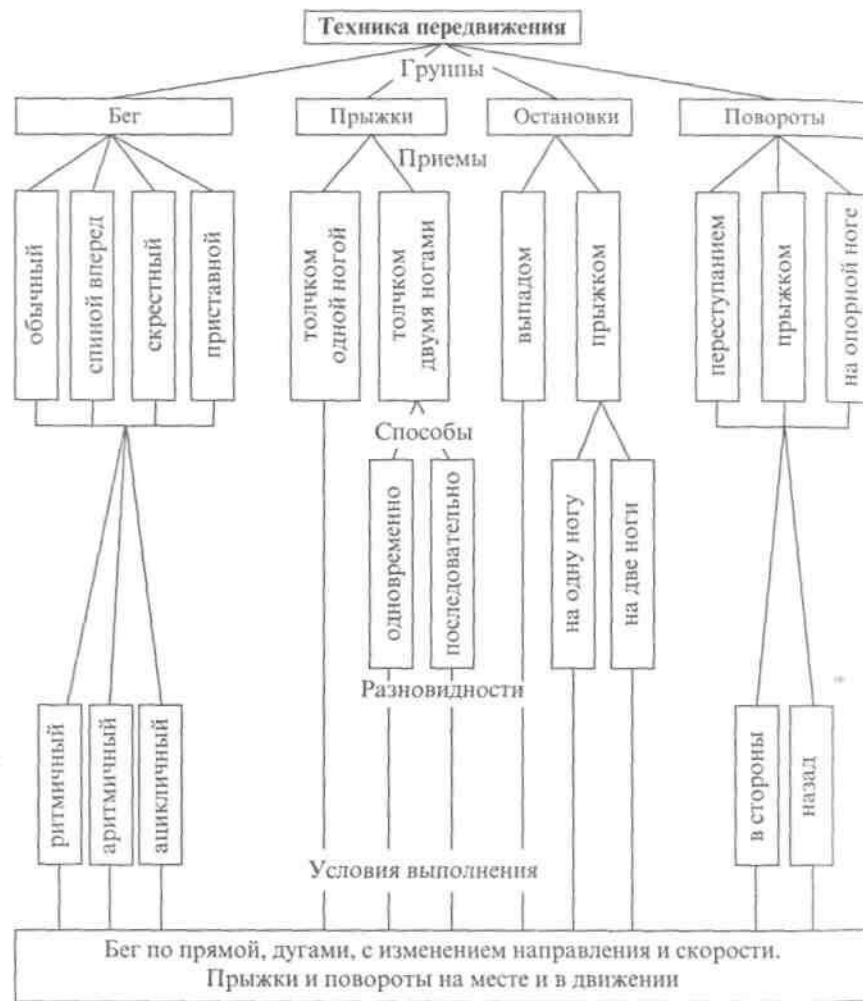 Техника передвижения
Группы
Бег
Прыжки
Остановки
Повороты
Приемы
обычный
спиной вперед
скрестный
приставной
толчком
одной ногой
толчком
двумя ногами
выпадом
прыжком
переступанием
прыжком
на опорной ноге
Способы
одновременно
последовательно
на одну ногу
на две ноги
Разновидности
ритмичный
аритмичный
ацикличный
в стороны
назад
Условия выполнения
Бег по прямой, дугами, с изменением направления и скорости.
Прыжки и повороты на месте и в движении